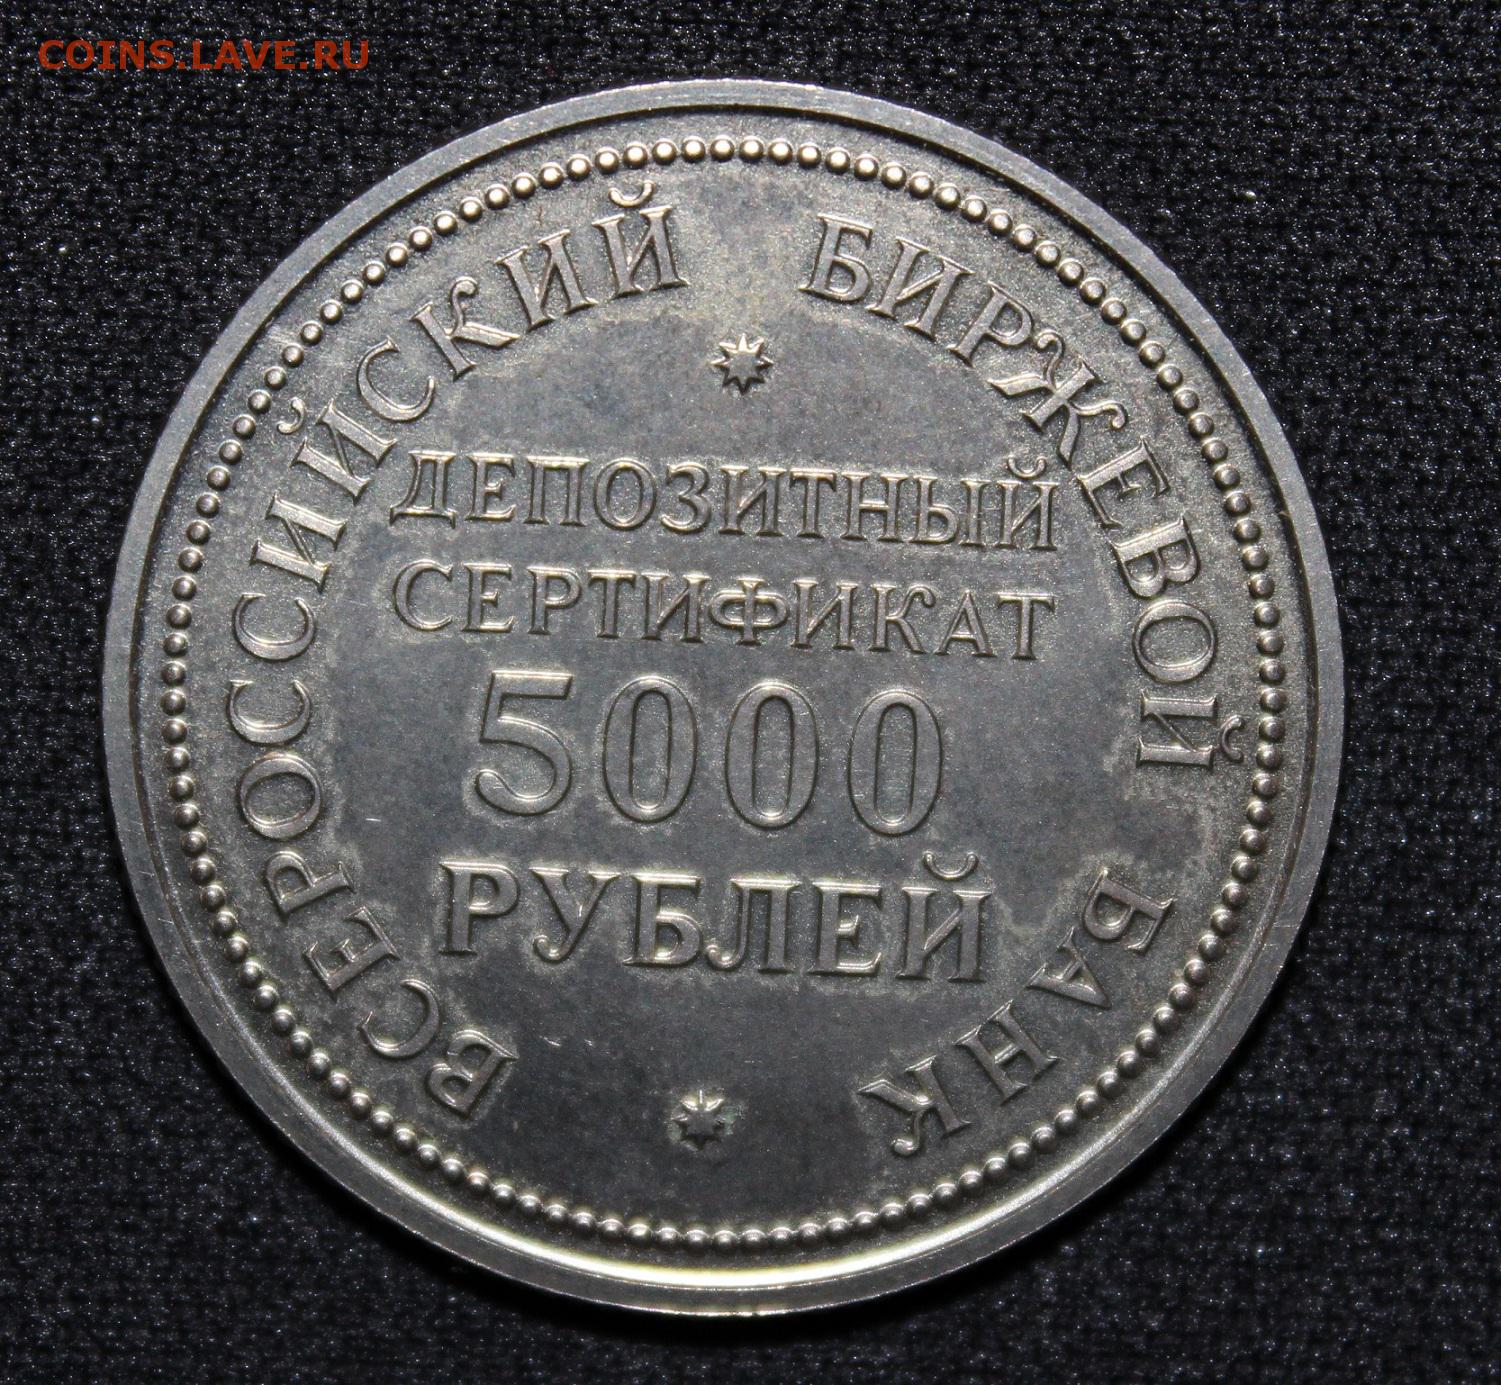 COINS.LAVE.RU
ВСЕРОССИЙСКИЙ БИРЖЕВОЙ БАНК
ДЕПОЗИТНЫЙ
СЕРТИФИКАТ
5000
РУБЛЕЙ